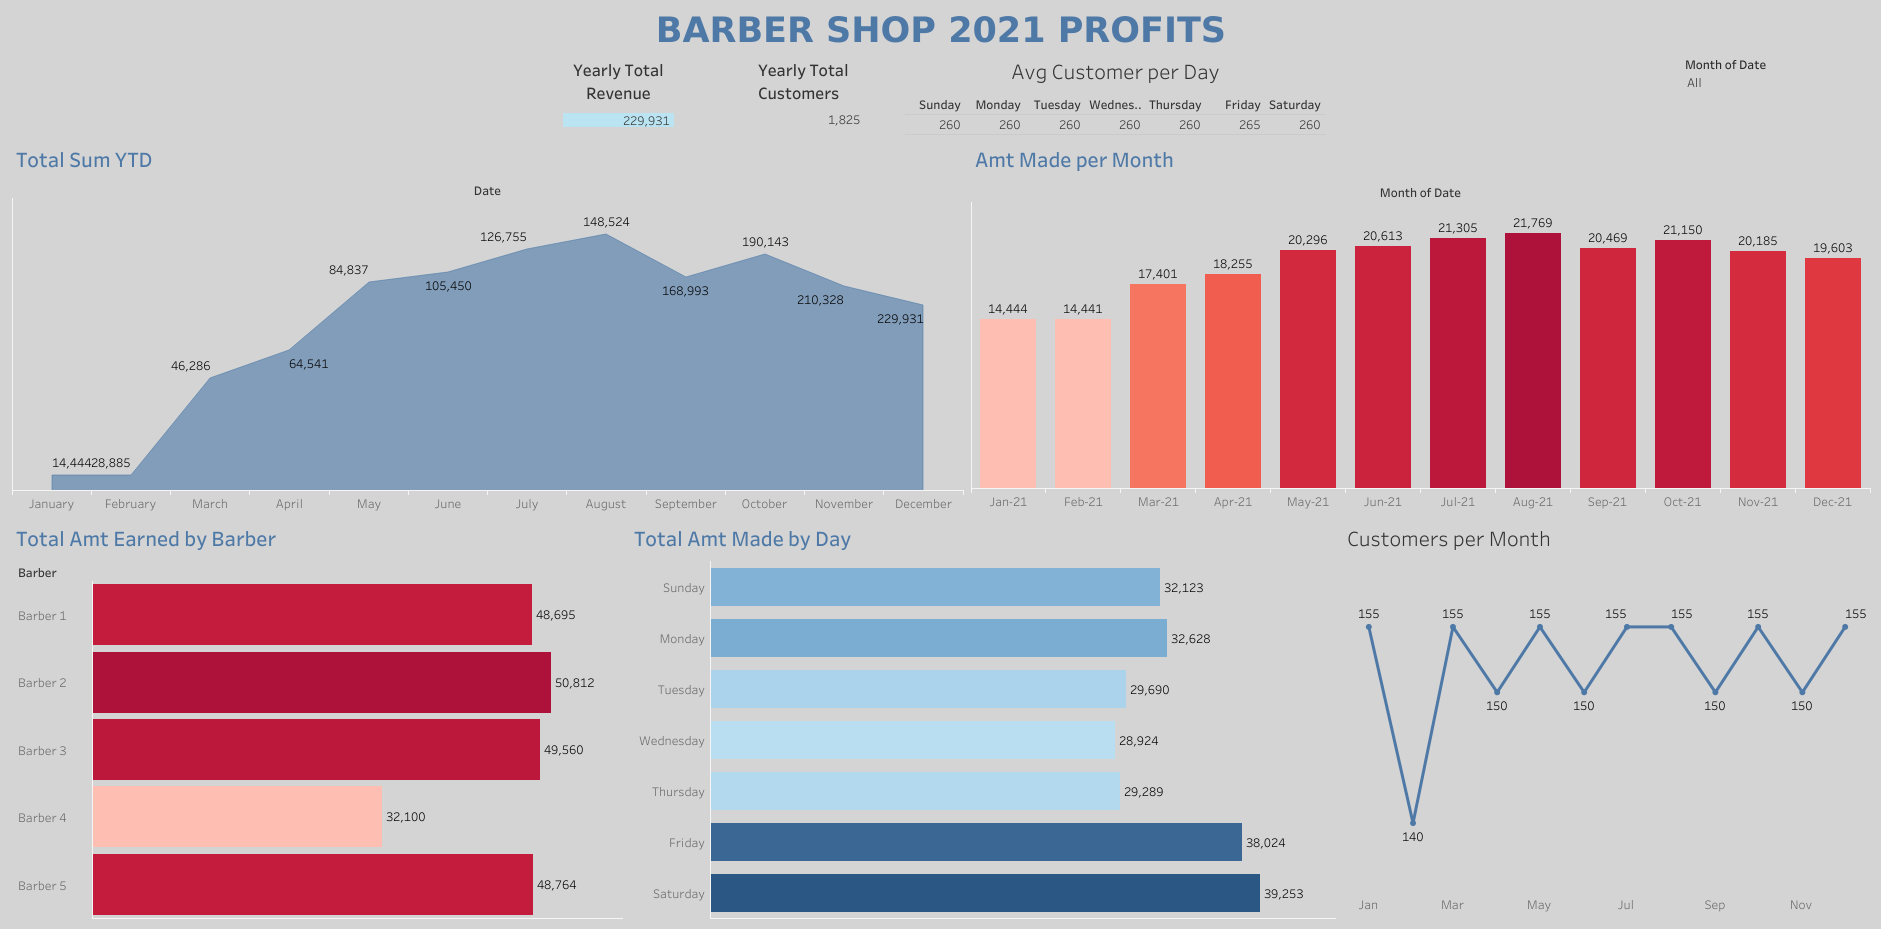 BARBER SHOP 2021 PROFITS
Yearly Total
Revenue
229,931
Yearly Total
Customers
1,825
Avg Customer per Day
Sunday Monday Tuesday Wednes.. Thursday Friday Saturday
260 260 260 260 260 265 260
Month of Date
All
Total Sum YTD
Date
148,524
126,755
190,143
84,837
105,450
168,993
210,328
229,931
46,286
64,541
14,444 28,885
January February March April May June July August September October November December
Amt Made per Month
Month of Date
14,444 14,441 17,401 18,255 20,296 20,613 21,305 21,769 20,469 21,150 20,185 19,603
Jan-21 Feb-21 Mar-21 Apr-21 May-21 Jun-21 Jul-21 Aug-21 Sep-21 Oct-21 Nov-21 Dec-21
Total Amt Earned by Barber
Barber
Barber 1 48,695
Barber 2 50,812
Barber 3 49,560
Barber 4 32,100
Barber 5 48,764
Total Amt Made by Day
Sunday 32,123
Monday 32,628
Tuesday 29,690
Wednesday 28,924
Thursday 29,289
Friday 38,024
Saturday 39,253
Customers per Month
155 155 155 155 155 155 155
150 150 150 150
140
Jan Mar May Jul Sep Nov